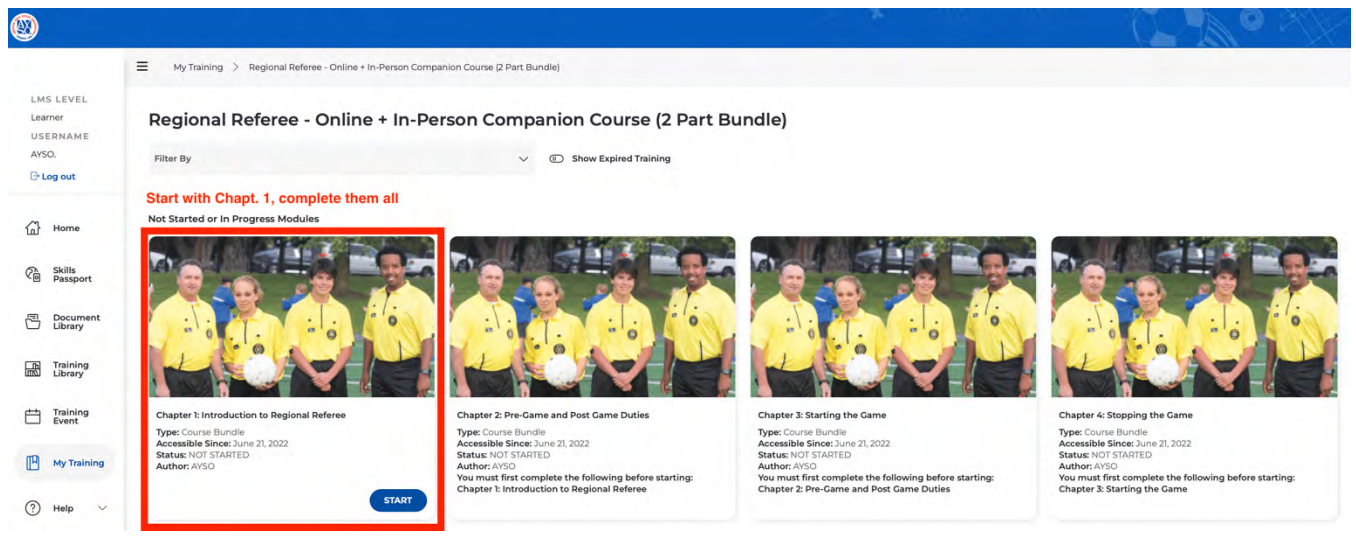 My Training > Regional Referee - Online + In-Person Companion Course (2 Part Bundle)
LMS LEVEL
Learner
USERNAME
AYSO.
Log out
Home
Skills
Passport
Document
Library
Training
Library
Training
Event
My Training
Help
Regional Referee - Online + In-Person Companion Course (2 Part Bundle)
Filter By
Show Expired Training
Start with Chapt. 1, complete them all
Not Started or In Progress Modules
Chapter 1: Introduction to Regional Referee
Type: Course Bundle
Accessible Since: June 21, 2022
Status: NOT STARTED
Author: AYSO
START
Chapter 2: Pre-Game and Post Game Duties
Type: Course Bundle
Accessible Since: June 21, 2022
Status: NOT STARTED
Author: AYSO
You must first complete the following before starting:
Chapter 1: Introduction to Regional Referee
Chapter 3: Starting the Game
Type: Course Bundle
Accessible Since: June 21, 2022
Status: NOT STARTED
Author: AYSO
You must first complete the following before starting:
Chapter 2: Pre-Game and Post Game Duties
Chapter 4: Stopping the Game
Type: Course Bundle
Accessible Since: June 21, 2022
Status: NOT STARTED
Author: AYSO
You must first complete the following before starting:
Chapter 3: Starting the Game